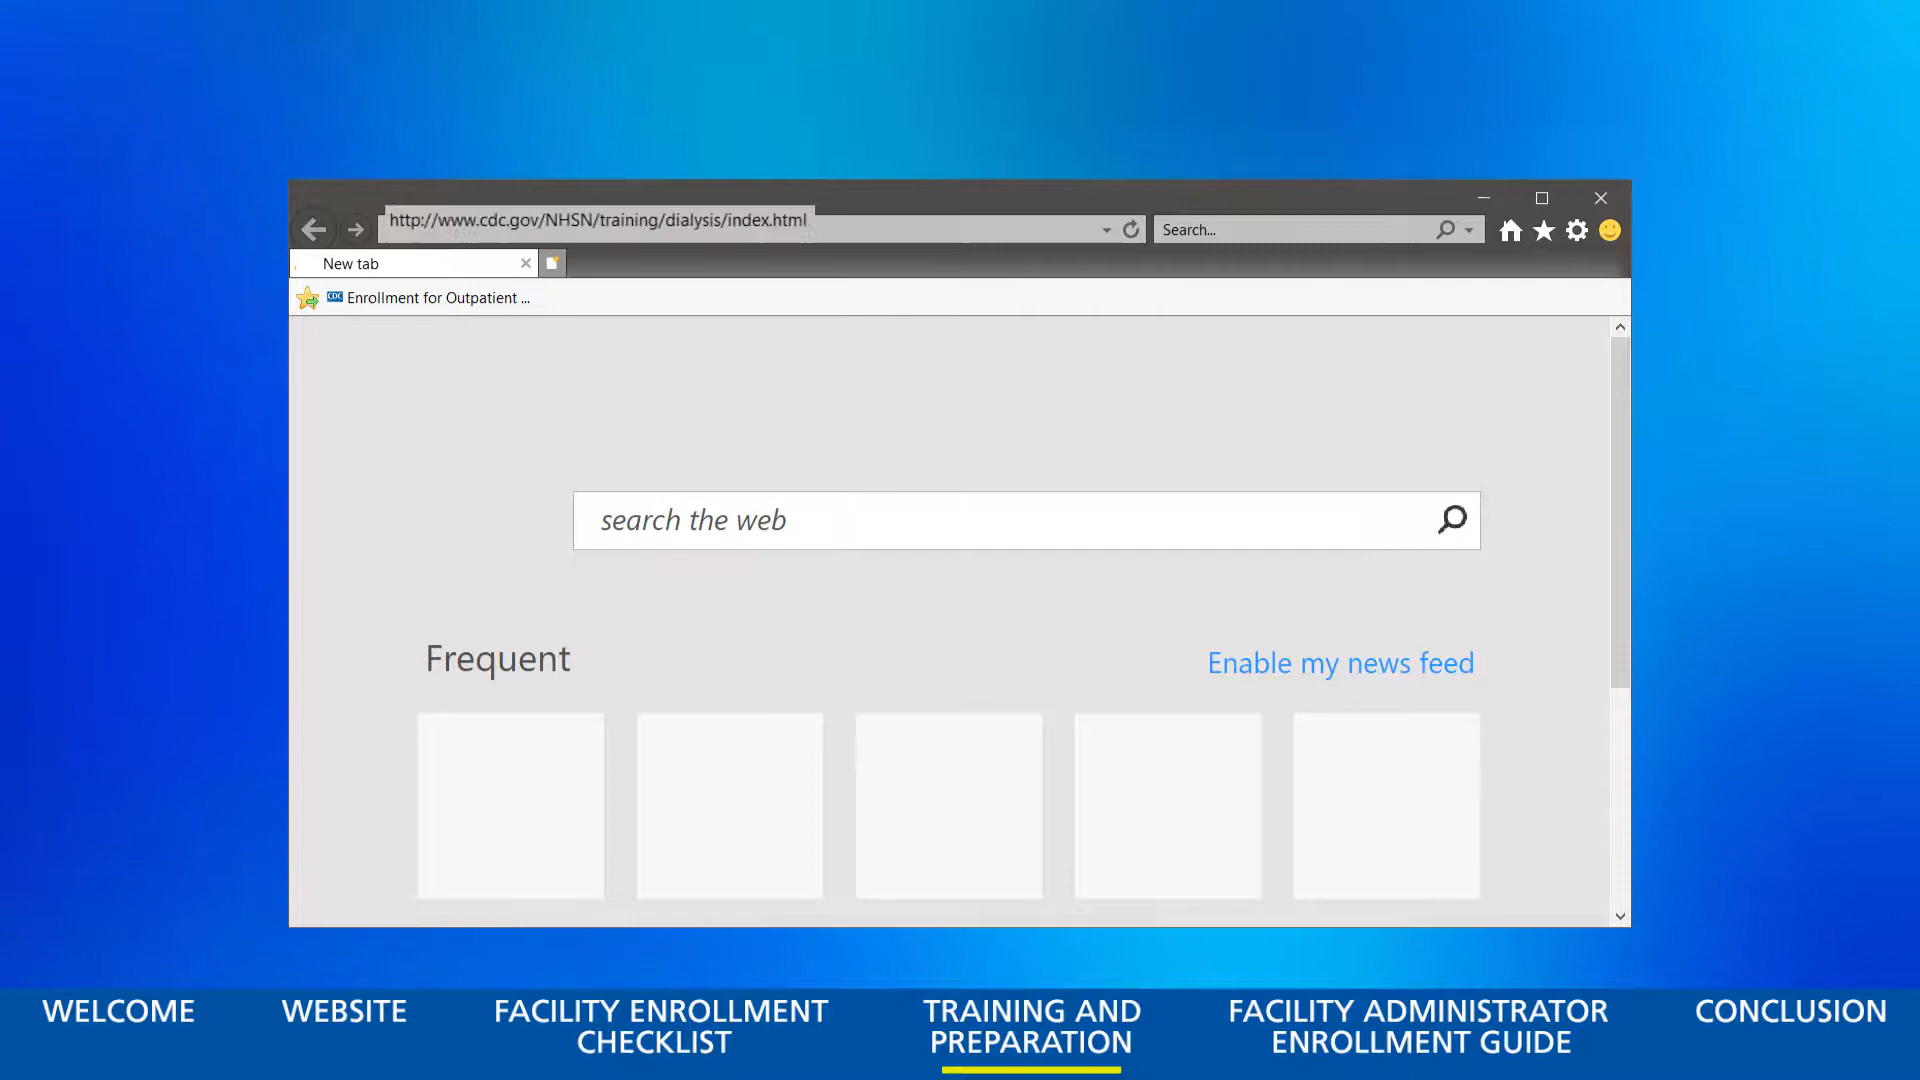 http://www.cdc.gov/NHSN/training/dialysis/index.html
Search...
New tab
CDC Enrollment for Outpatient ...
search the web
Frequent
Enable my news feed
WELCOME
WEBSITE
FACILITY ENROLLMENT
CHECKLIST
TRAINING AND
PREPARATION
FACILITY ADMINISTRATOR
ENROLLMENT GUIDE
CONCLUSION